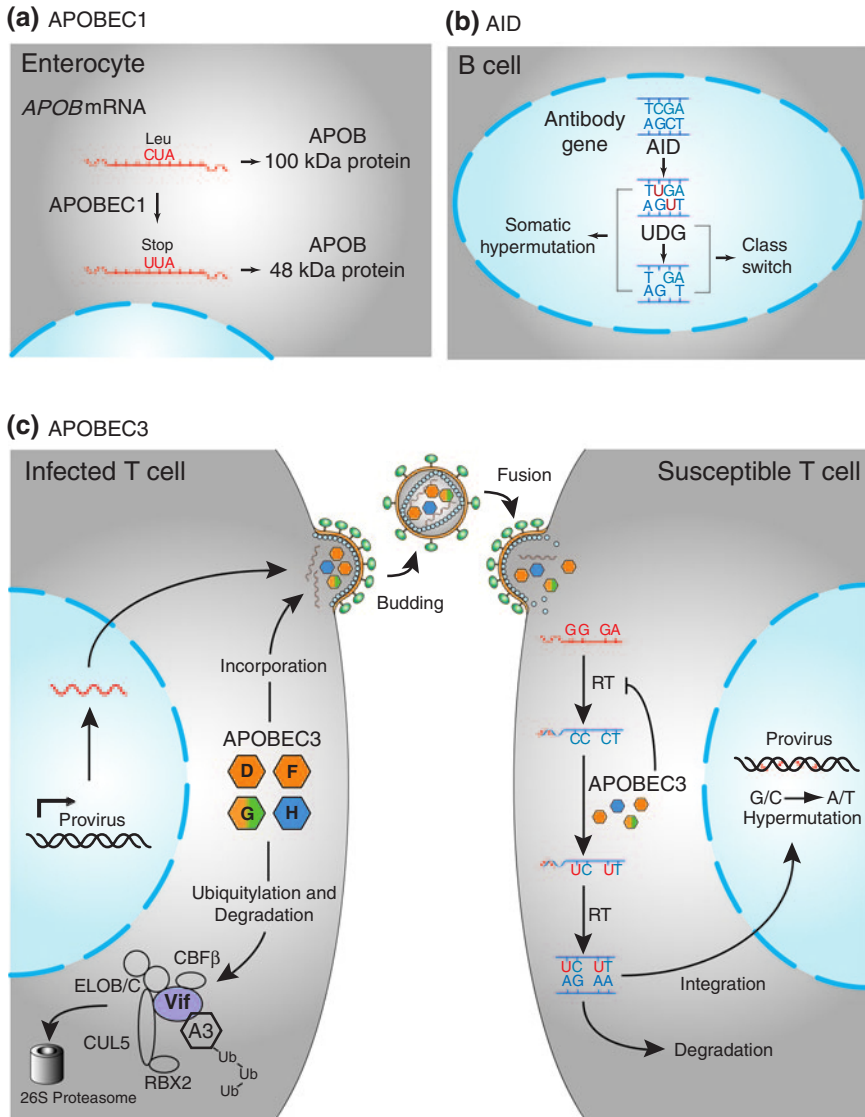 (a) APOBEC1
Enterocyte
APOB mRNA
Leu
CUA
APOB
100 kDa protein
APOBEC1
Stop
UUA
APOB
48 kDa protein
(b) AID
B cell
Antibody
gene
TCGA
AGCT
AID
TUGA
AGUT
Somatic
hypermutation
UDG
Class
switch
T GA
AG T
(c) APOBEC3
Infected T cell
Fusion
Susceptible T cell
Budding
Incorporation
APOBEC3
D
F
G
H
Provirus
Ubiquitylation and
Degradation
CBFβ
ELOB/C
Vif
A3
CUL5
RBX2
Ub
Ub
Ub
26S Proteasome
GG GA
RT
CC CT
APOBEC3
UC UT
RT
UC UT
AG AA
Provirus
G/C A/T
Hypermutation
Integration
Degradation